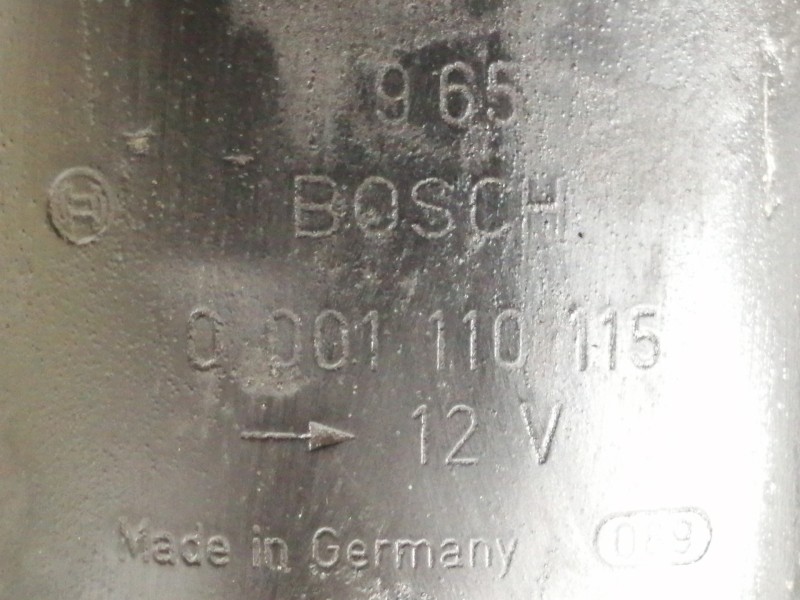 965
BOSCH
0 001 110 115
→ 12 V
Made in Germany